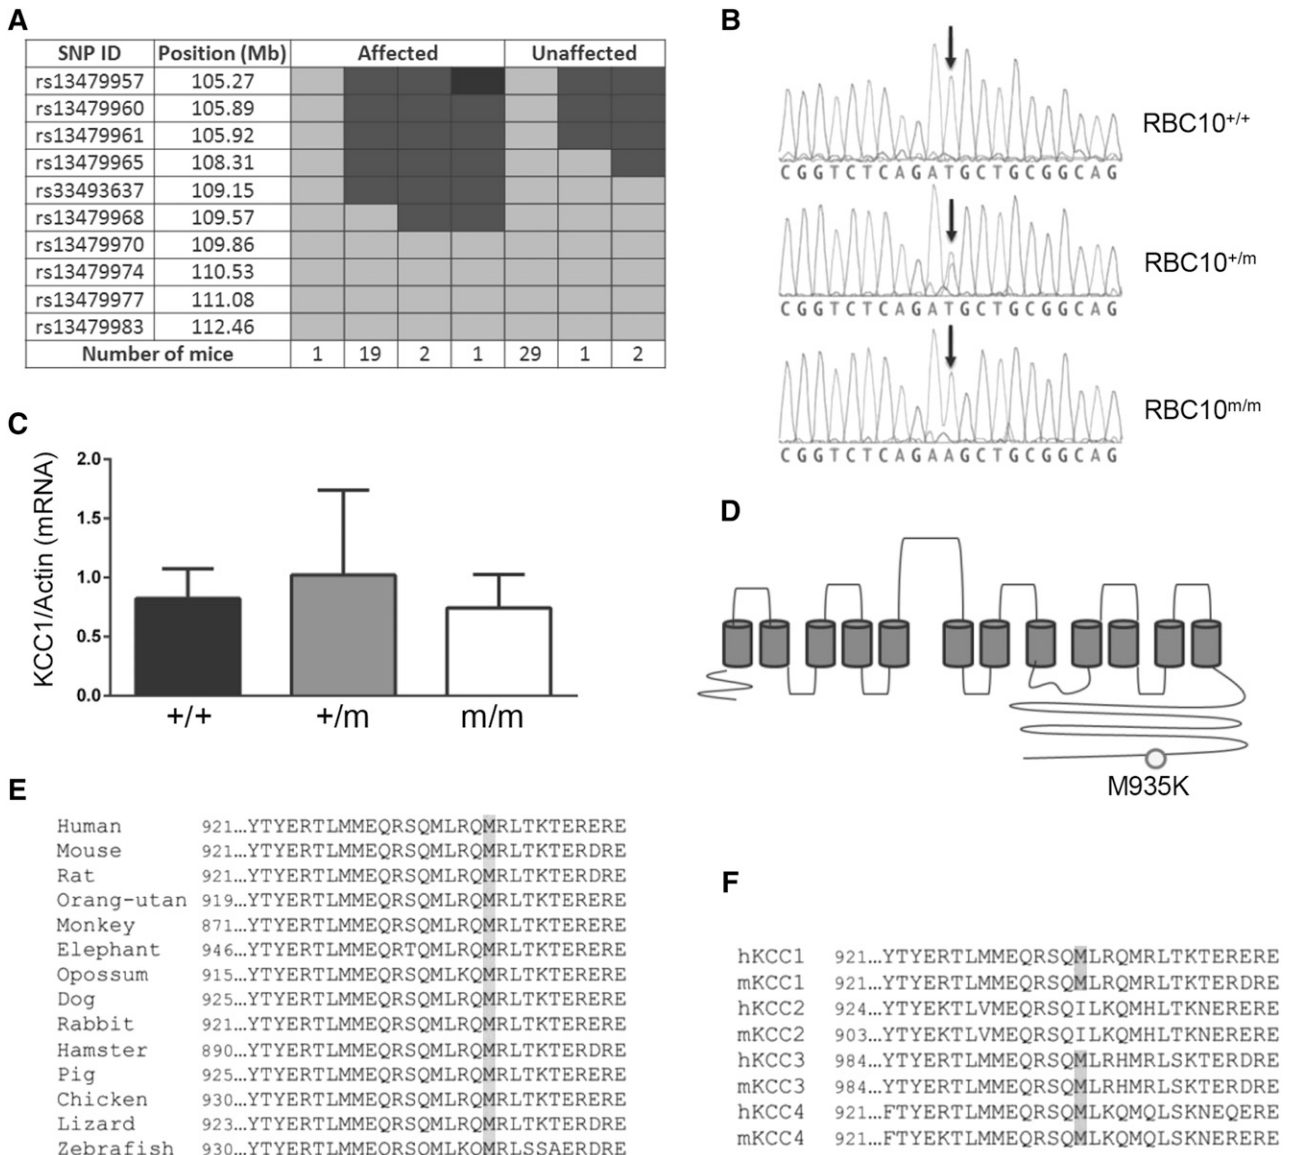 A
SNP ID Position (Mb) Affected Unaffected
rs13479957 105.27
rs13479960 105.89
rs13479961 105.92
rs13479965 108.31
rs33493637 109.15
rs13479968 109.57
rs13479970 109.86
rs13479974 110.53
rs13479977 111.08
rs13479983 112.46
Number of mice 1 19 2 1 29 1 2
B
RBC10+/+
CGGTCTCAGATGCTGCGGCAG
RBC10+/m
CGGTCTCAGATGCTGCGGCAG
RBC10m/m
CGGTCTCAGAAGCTGCGGCAG
C
KCC1/Actin (mRNA)
2.0
1.5
1.0
0.5
0.0
+/+ +/m m/m
D
M935K
E
Human 921…YTYERTLMMEQRSQMLRQMRLTKTERERE
Mouse 921…YTYERTLMMEQRSQMLRQMRLTKTERDRE
Rat 921…YTYERTLMMEQRSQMLRQMRLTKTERDRE
Orang-utan 919…YTYERTLMMEQRSQMLRQMRLTKTERERE
Monkey 871…YTYERTLMMEQRSQMLRQMRLTKTERERE
Elephant 946…YTYERTLMMEQRTQMLRQMRLTKTERERE
Opossum 915…YTYERTLMMEQRSQMLKQMRLTKTERERE
Dog 925…YTYERTLMMEQRSQMLRQMRLTKTERERE
Rabbit 921…YTYERTLMMEQRSQMLRQMRLTKTERERE
Hamster 890…YTYERTLMMEQRSQMLRQMRLTKTERDRE
Pig 925…YTYERTLMMEQRSQMLRQMRLTKTERERE
Chicken 930…YTYERTLMMEQRSQMLRQMRLTKTERERE
Lizard 923…YTYERTLMMEQRSQMLRQMRLTKTERDRE
Zebrafish 930…YTYERTLMMEQRSQMLKQMRLSSAERDRE
F
hKCC1 921…YTYERTLMMEQRSQMLRQMRLTKTERERE
mKCC1 921…YTYERTLMMEQRSQMLRQMRLTKTERDRE
hKCC2 924…YTYEKTLVMEQRSQILKQMHLTKNERERE
mKCC2 903…YTYEKTLVMEQRSQILKQMHLTKNERERE
hKCC3 984…YTYERTLMMEQRSQMLRHMRLSKTERDRE
mKCC3 984…YTYERTLMMEQRSQMLRHMRLSKTERDRE
hKCC4 921…FTYERTLMMEQRSQMLKQMQLSKNEQERE
mKCC4 921…FTYEKTLMMEQRSQMLKQMQLSKNERERE